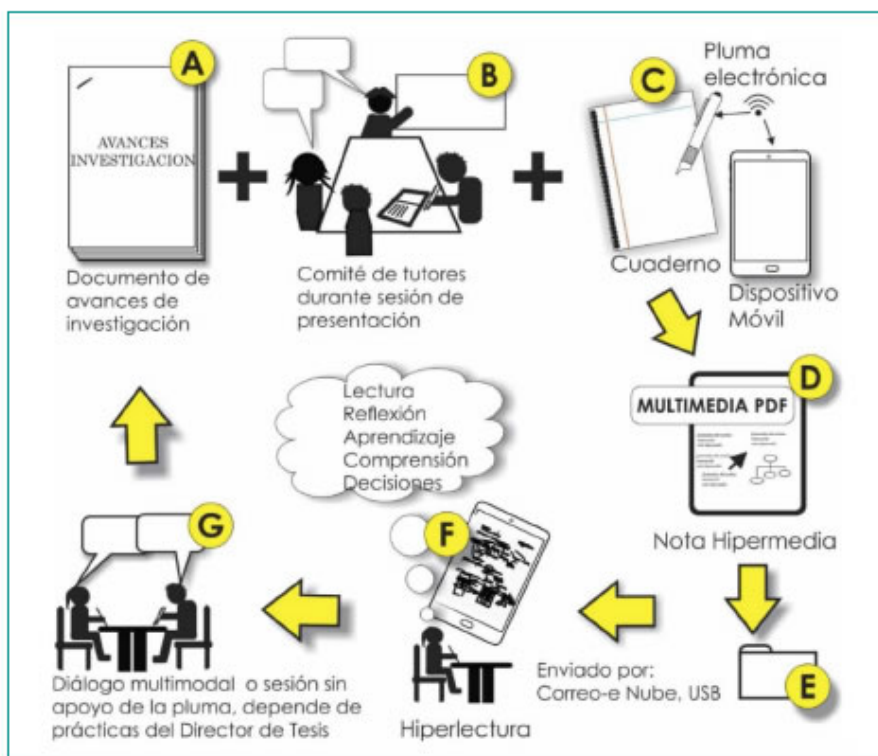 A
AVANCES
INVESTIGACION
Documento de
avances de
investigación
B
Comité de tutores
durante sesión de
presentación
C
Pluma
electrónica
Cuaderno
Dispositivo
Móvil
D
MULTIMEDIA PDF
Nota Hipermedia
E
Enviado por:
Correo-e Nube, USB
Lectura
Reflexión
Aprendizaje
Comprensión
Decisiones
F
Hiperlectura
G
Diálogo multimodal o sesión sin
apoyo de la pluma, depende de
prácticas del Director de Tesis